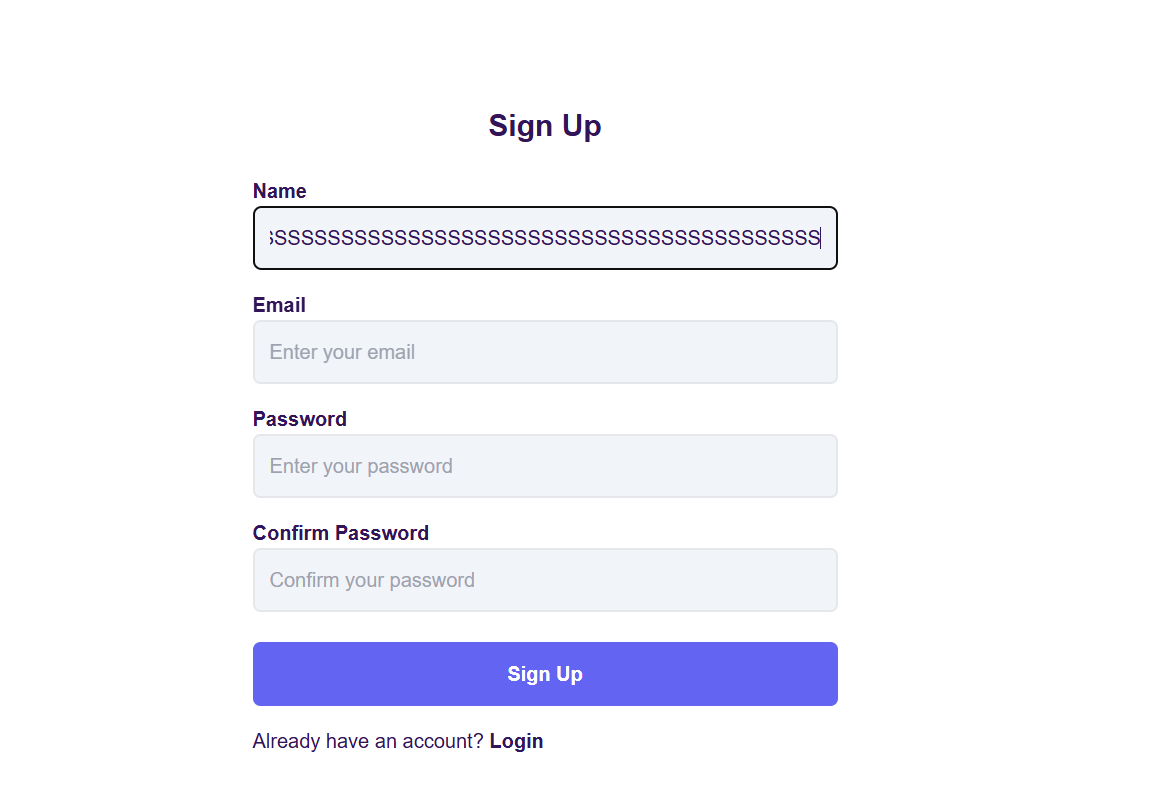 Sign Up
Name
SSSSSSSSSSSSSSSSSSSSSSSSSSSSSSSSSSSSSSSSSS
Email
Enter your email
Password
Enter your password
Confirm Password
Confirm your password
Sign Up
Already have an account? Login